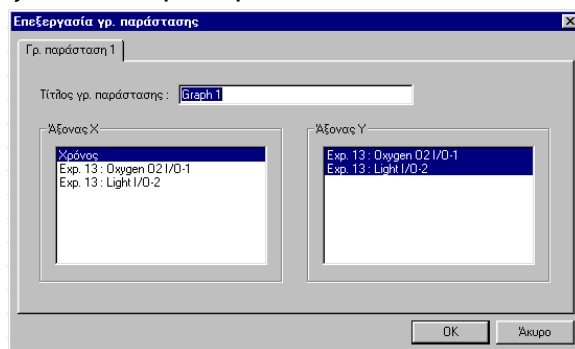 Επεξεργασία γρ. παράστασης
Γρ. παράσταση 1
Τίτλος γρ. παράστασης : Graph 1
Άξονας X
Άξονας Y
Χρόνος
Exp. 13 : Oxygen O2 I/O-1
Exp. 13 : Light I/O-2
Exp. 13 : Oxygen O2 I/O-1
Exp. 13 : Light I/O-2
OK
Άκυρο